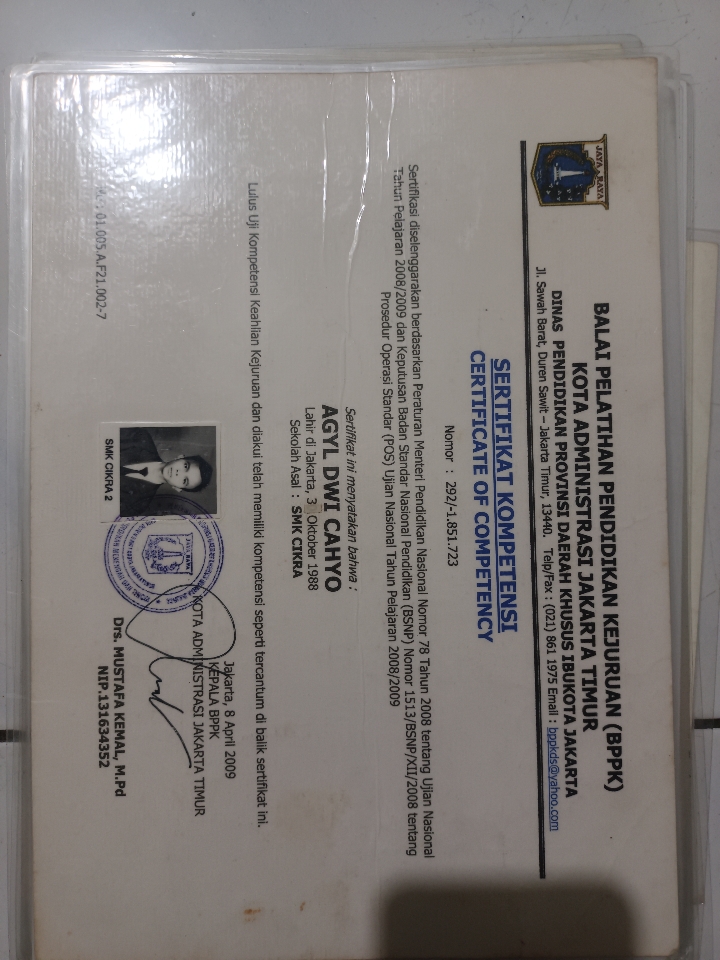 JAYA RAYA
BALAI PELATIHAN PENDIDIKAN KEJURUAN (BPPK)
KOTA ADMINISTRASI JAKARTA TIMUR
DINAS PENDIDIKAN PROVINSI DAERAH KHUSUS IBUKOTA JAKARTA
Jl. Sawah Barat, Duren Sawit – Jakarta Timur, 13440. Telp/Fax : (021) 861 1975 Email : bppkds@yahoo.com
SERTIFIKAT KOMPETENSI
CERTIFICATE OF COMPETENCY
Nomor : 292/-1.851.723
Sertifikasi diselenggarakan berdasarkan Peraturan Menteri Pendidikan Nasional Nomor 78 Tahun 2008 tentang Ujian Nasional
Tahun Pelajaran 2008/2009 dan Keputusan Badan Standar Nasional Pendidikan (BSNP) Nomor 1513/BSNP/XII/2008 tentang
Prosedur Operasi Standar (POS) Ujian Nasional Tahun Pelajaran 2008/2009
Sertifikat ini menyatakan bahwa :
AGYL DWI CAHYO
Lahir di Jakarta, 3 Oktober 1988
Sekolah Asal : SMK CIKRA
Lulus Uji Kompetensi Keahlian Kejuruan dan diakui telah memiliki kompetensi seperti tercantum di balik sertifikat ini.
Jakarta, 8 April 2009
KEPALA BPPK
KOTA ADMINISTRASI JAKARTA TIMUR
SMK CIKRA 2
Drs. MUSTAFA KEMAL, M.Pd
NIP.131634352
01.005.A.F21.002-7